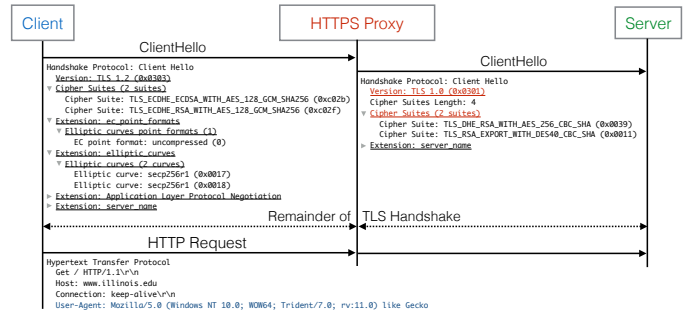 Client
HTTPS Proxy
Server
ClientHello
ClientHello
Handshake Protocol: Client Hello
Version: TLS 1.2 (0x0303)
▼ Cipher Suites (2 suites)
Cipher Suite: TLS_ECDHE_ECDSA_WITH_AES_128_GCM_SHA256 (0xc02b)
Cipher Suite: TLS_ECDHE_RSA_WITH_AES_128_GCM_SHA256 (0xc02f)
▼ Extension: ec_point_formats
▼ Elliptic curves point formats (1)
EC point format: uncompressed (0)
▼ Extension: elliptic_curves
▼ Elliptic curves (2 curves)
Elliptic curve: secp256r1 (0x0017)
Elliptic curve: secp256r1 (0x0018)
▶ Extension: Application Layer Protocol Negotiation
▶ Extension: server_name
Handshake Protocol: Client Hello
Version: TLS 1.0 (0x0301)
Cipher Suites Length: 4
▼ Cipher Suites (2 suites)
Cipher Suite: TLS_DHE_RSA_WITH_AES_256_CBC_SHA (0x0039)
Cipher Suite: TLS_RSA_EXPORT_WITH_DES40_CBC_SHA (0x0011)
▶ Extension: server_name
Remainder of TLS Handshake
HTTP Request
Hypertext Transfer Protocol
Get / HTTP/1.1\r\n
Host: www.illinois.edu
Connection: keep-alive\r\n
User-Agent: Mozilla/5.0 (Windows NT 10.0; WOW64; Trident/7.0; rv:11.0) like Gecko